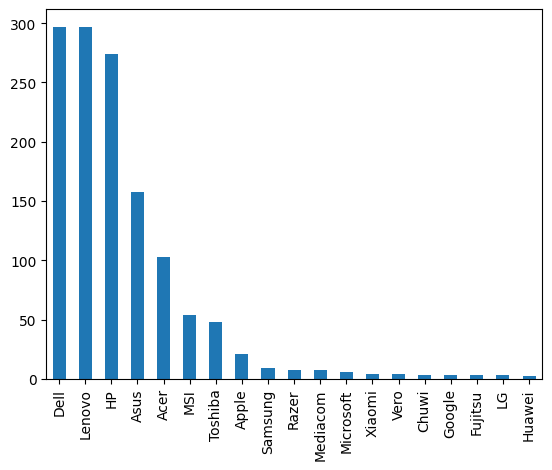 300
250
200
150
100
50
0
Dell
Lenovo
HP
Asus
Acer
MSI
Toshiba
Apple
Samsung
Razer
Mediacom
Microsoft
Xiaomi
Vero
Chuwi
Google
Fujitsu
LG
Huawei